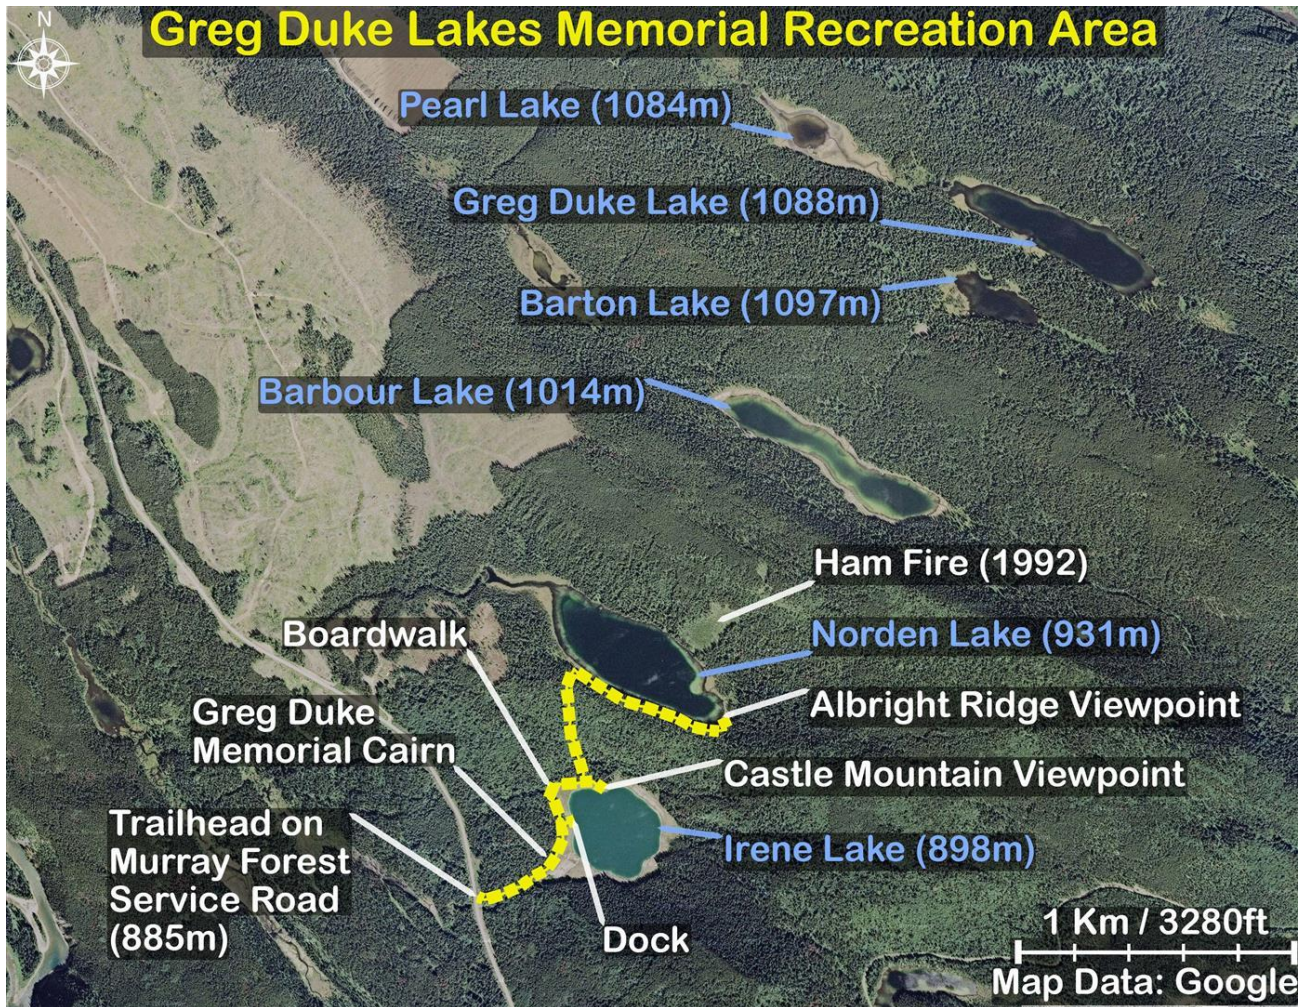 N
Greg Duke Lakes Memorial Recreation Area
Pearl Lake (1084m)
Greg Duke Lake (1088m)
Barton Lake (1097m)
Barbour Lake (1014m)
Ham Fire (1992)
Boardwalk
Norden Lake (931m)
Greg Duke
Memorial Cairn
Albright Ridge Viewpoint
Castle Mountain Viewpoint
Trailhead on
Murray Forest
Service Road
(885m)
Irene Lake (898m)
Dock
1 Km / 3280ft
Map Data: Google